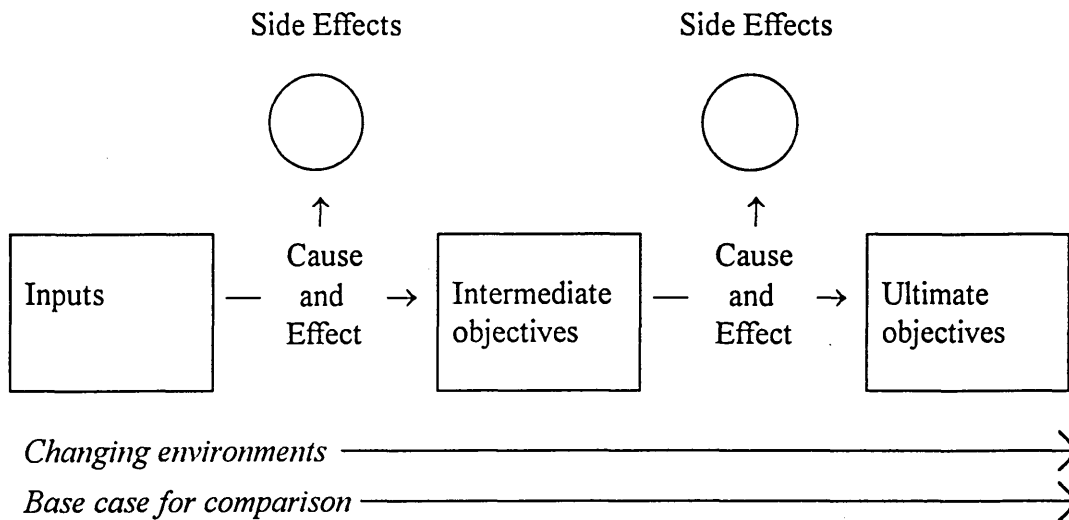 Side Effects
Side Effects
↑
↑
Inputs
—
Cause
and
Effect
→
Intermediate
objectives
—
Cause
and
Effect
→
Ultimate
objectives
Changing environments
Base case for comparison